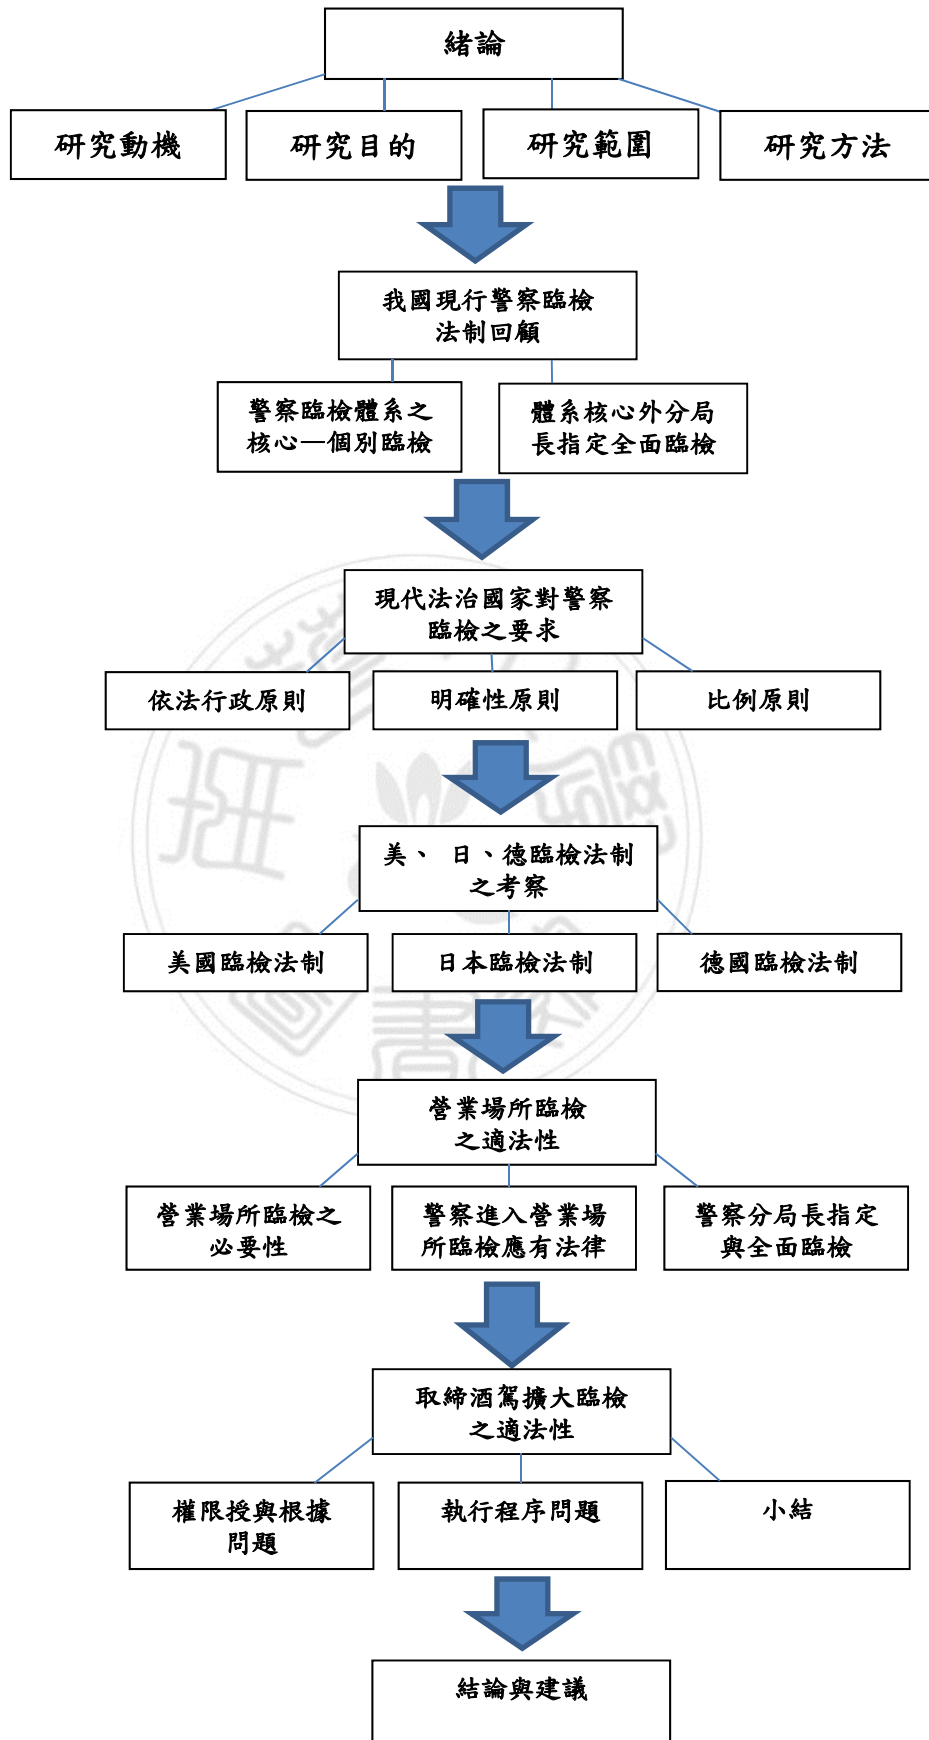 緒論
研究動機
研究目的
研究範圍
研究方法
我國現行警察臨檢
法制回顧
警察臨檢體系之
核心—個別臨檢
體系核心外分局
長指定全面臨檢
現代法治國家對警察
臨檢之要求
依法行政原則
明確性原則
比例原則
美、 日、德臨檢法制
之考察
美國臨檢法制
日本臨檢法制
德國臨檢法制
營業場所臨檢
之適法性
營業場所臨檢之
必要性
警察進入營業場
所臨檢應有法律
警察分局長指定
與全面臨檢
取締酒駕擴大臨檢
之適法性
權限授與根據
問題
執行程序問題
小結
結論與建議